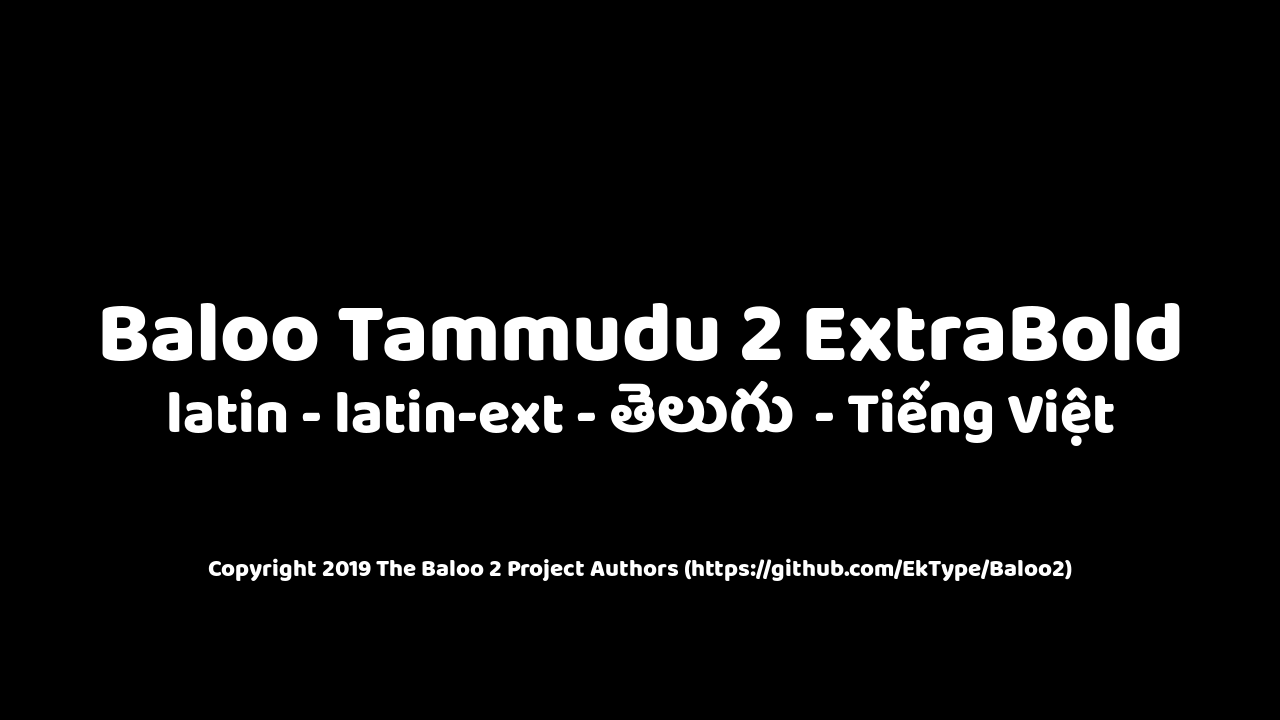 Baloo Tammudu 2 ExtraBold
latin - latin-ext - తెలుగు - Tiếng Việt
Copyright 2019 The Baloo 2 Project Authors (https://github.com/EkType/Baloo2)